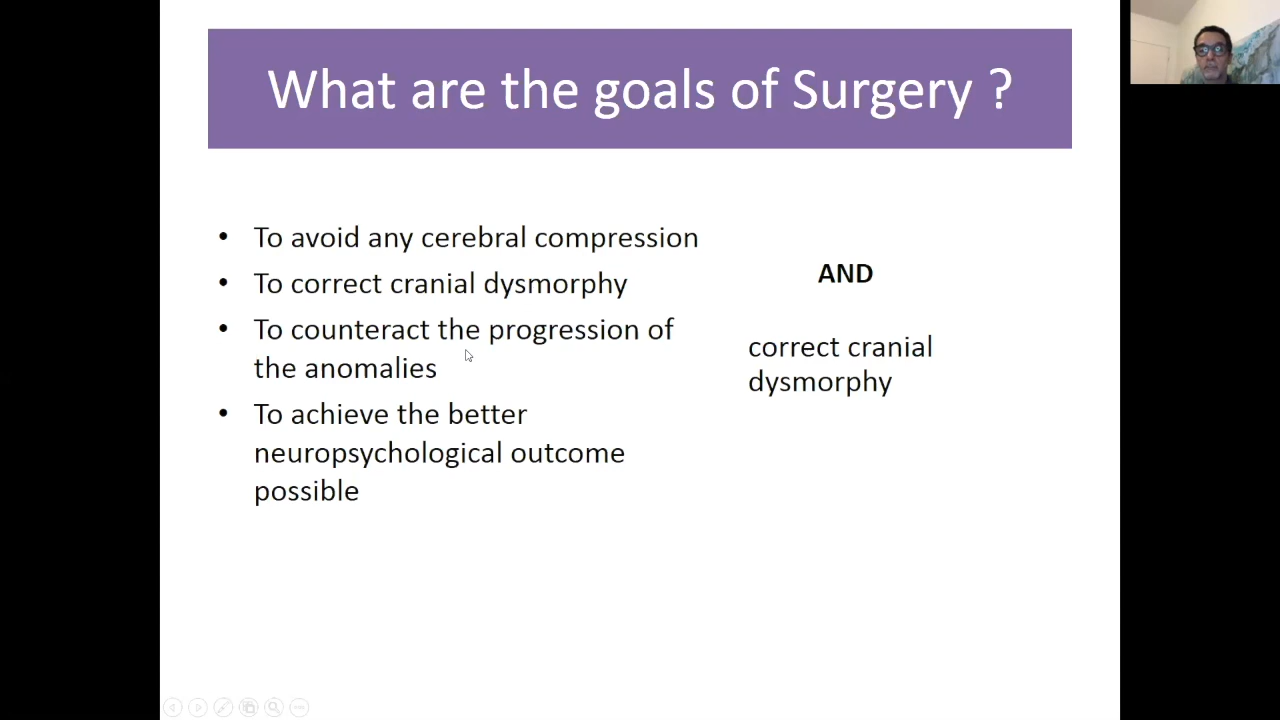 What are the goals of Surgery ?
• To avoid any cerebral compression
• To correct cranial dysmorphy
• To counteract the progression of
the anomalies
• To achieve the better
neuropsychological outcome
possible
AND
correct cranial
dysmorphy